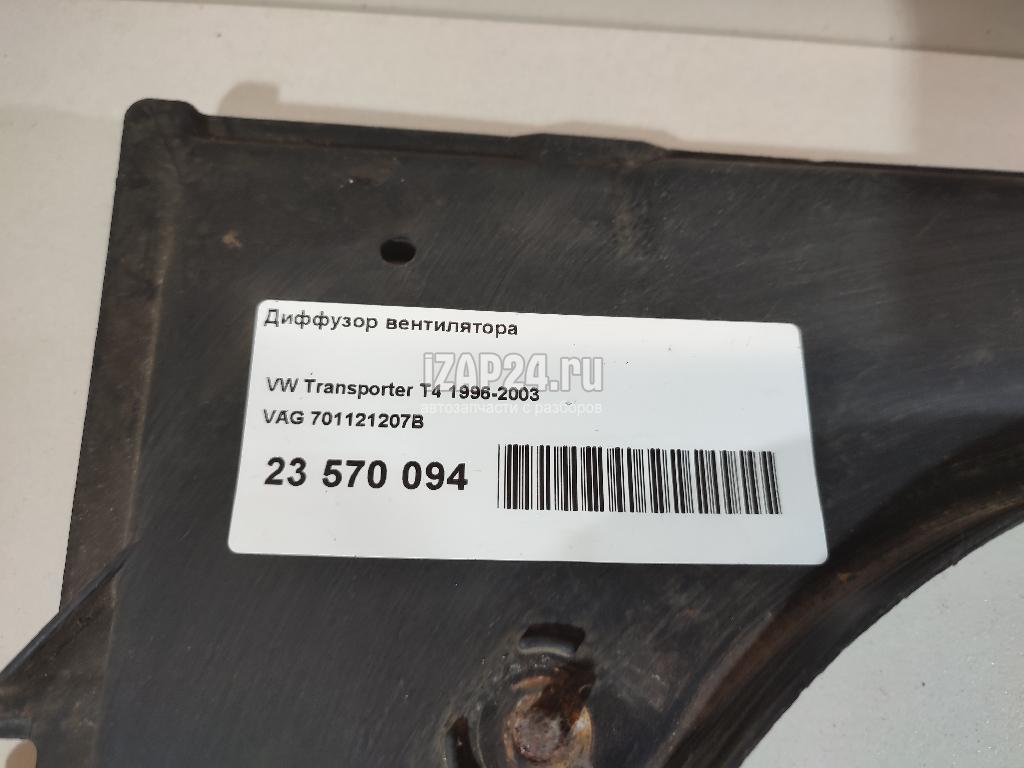 Диффузор вентилятора
iZAP24.ru
VW Transporter T4 1996-2003
автозапчасти с разборов
VAG 701121207B
23 570 094